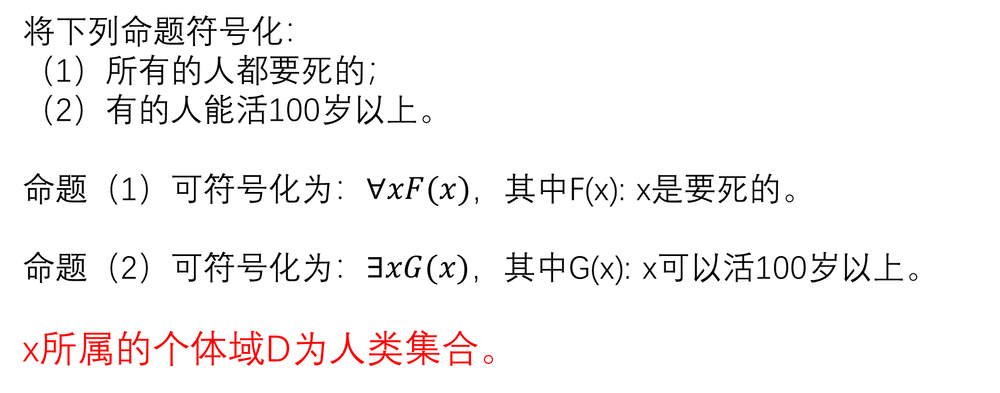 将下列命题符号化：
（1）所有的人都要死的；
（2）有的人能活100岁以上。
命题（1）可符号化为：∀xF(x)，其中F(x): x是要死的。
命题（2）可符号化为：∃xG(x)，其中G(x): x可以活100岁以上。
x所属的个体域D为人类集合。